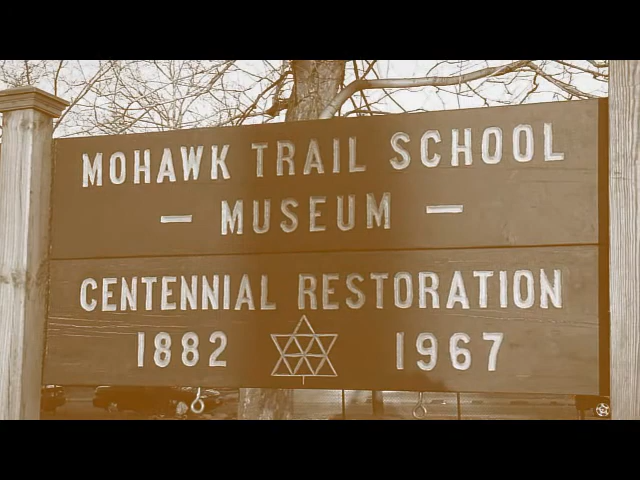 MOHAWK TRAIL SCHOOL
– MUSEUM –
CENTENNIAL RESTORATION
1882 1967